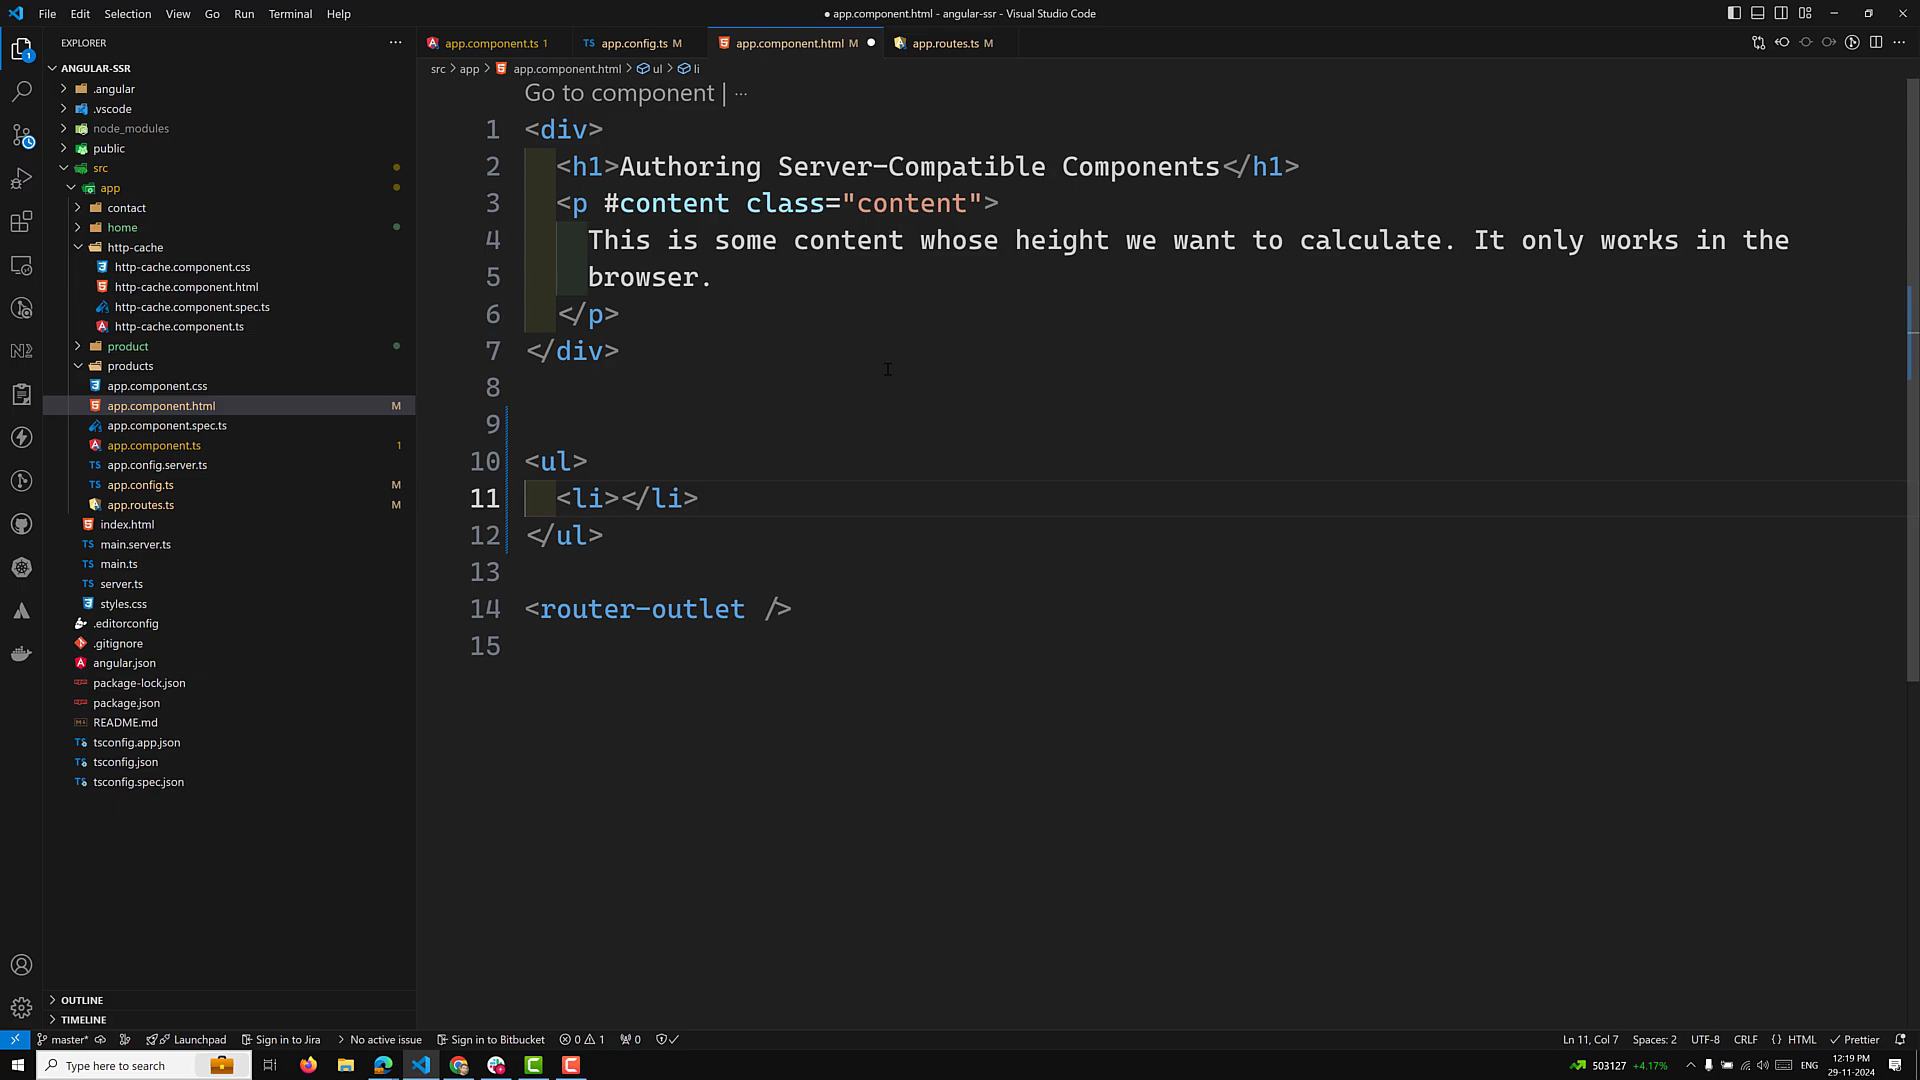 File Edit Selection View Go Run Terminal Help
● app.component.html - angular-ssr - Visual Studio Code
EXPLORER
ANGULAR-SSR
.angular
.vscode
node_modules
public
src
app
contact
home
http-cache
http-cache.component.css
http-cache.component.html
http-cache.component.spec.ts
http-cache.component.ts
product
products
app.component.css
app.component.html M
app.component.spec.ts
app.component.ts 1
app.config.server.ts
app.config.ts M
app.routes.ts M
index.html
main.server.ts
main.ts
server.ts
styles.css
.editorconfig
.gitignore
angular.json
package-lock.json
package.json
README.md
tsconfig.app.json
tsconfig.json
tsconfig.spec.json
OUTLINE
TIMELINE
app.component.ts 1 app.config.ts M app.component.html M ● app.routes.ts M
src > app > app.component.html > ul > li
Go to component | ...
1 <div>
2 <h1>Authoring Server-Compatible Components</h1>
3 <p #content class="content">
4 This is some content whose height we want to calculate. It only works in the
5 browser.
6 </p>
7 </div>
8
9
10 <ul>
11 <li></li>
12 </ul>
13
14 <router-outlet />
15
master* Launchpad Sign in to Jira No active issue Sign in to Bitbucket 0 1 0 Ln 11, Col 7 Spaces: 2 UTF-8 CRLF {} HTML Prettier
Type here to search
503127 +4.17% ENG
12:19 PM
29-11-2024